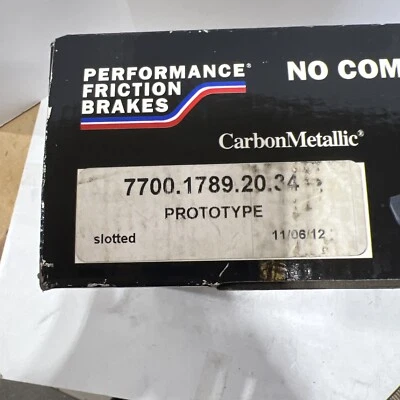 PERFORMANCE®
FRICTION
BRAKES
NO COM
CarbonMetallic®
7700.1789.20.34
PROTOTYPE
slotted 11/06/12